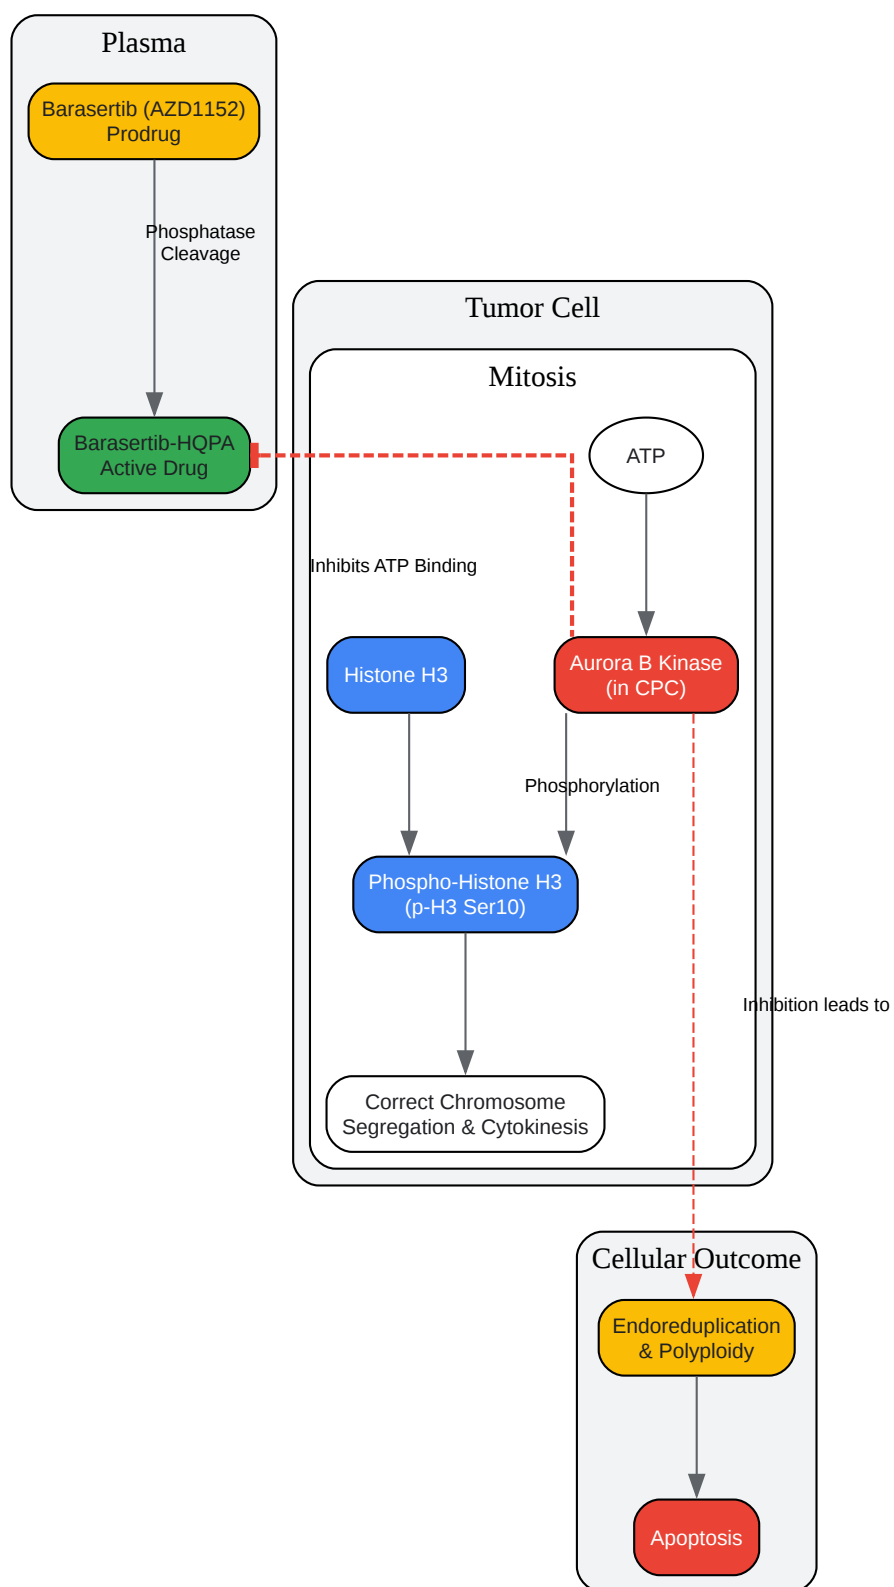 Plasma
Barasertib (AZD1152)
Prodrug
Phosphatase
Cleavage
Barasertib-HQPA
Active Drug
Tumor Cell
Mitosis
ATP
Inhibits ATP Binding
Histone H3
Aurora B Kinase
(in CPC)
Phosphorylation
Phospho-Histone H3
(p-H3 Ser10)
Inhibition leads to
Correct Chromosome
Segregation & Cytokinesis
Cellular Outcome
Endoreduplication
& Polyploidy
Apoptosis